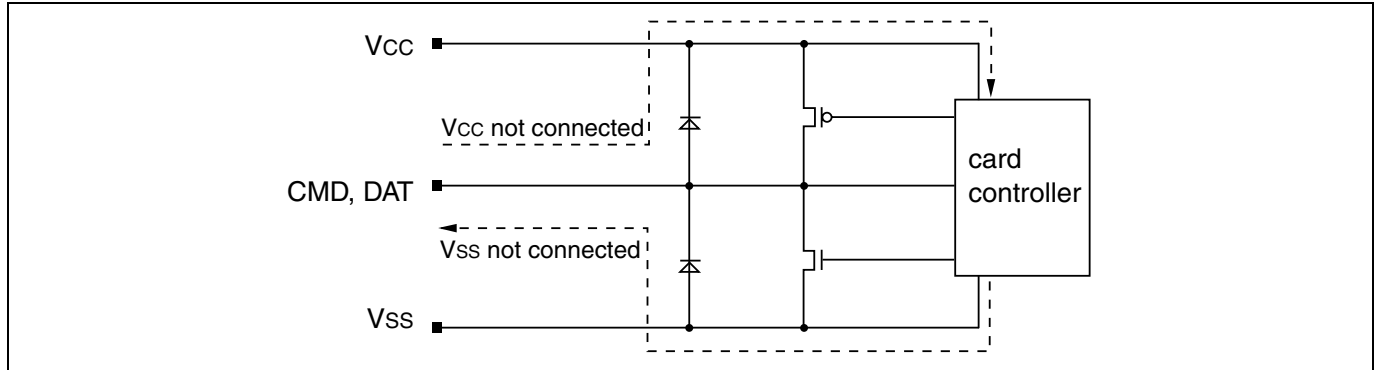 VCC
VCC not connected
card
controller
CMD, DAT
VSS not connected
VSS